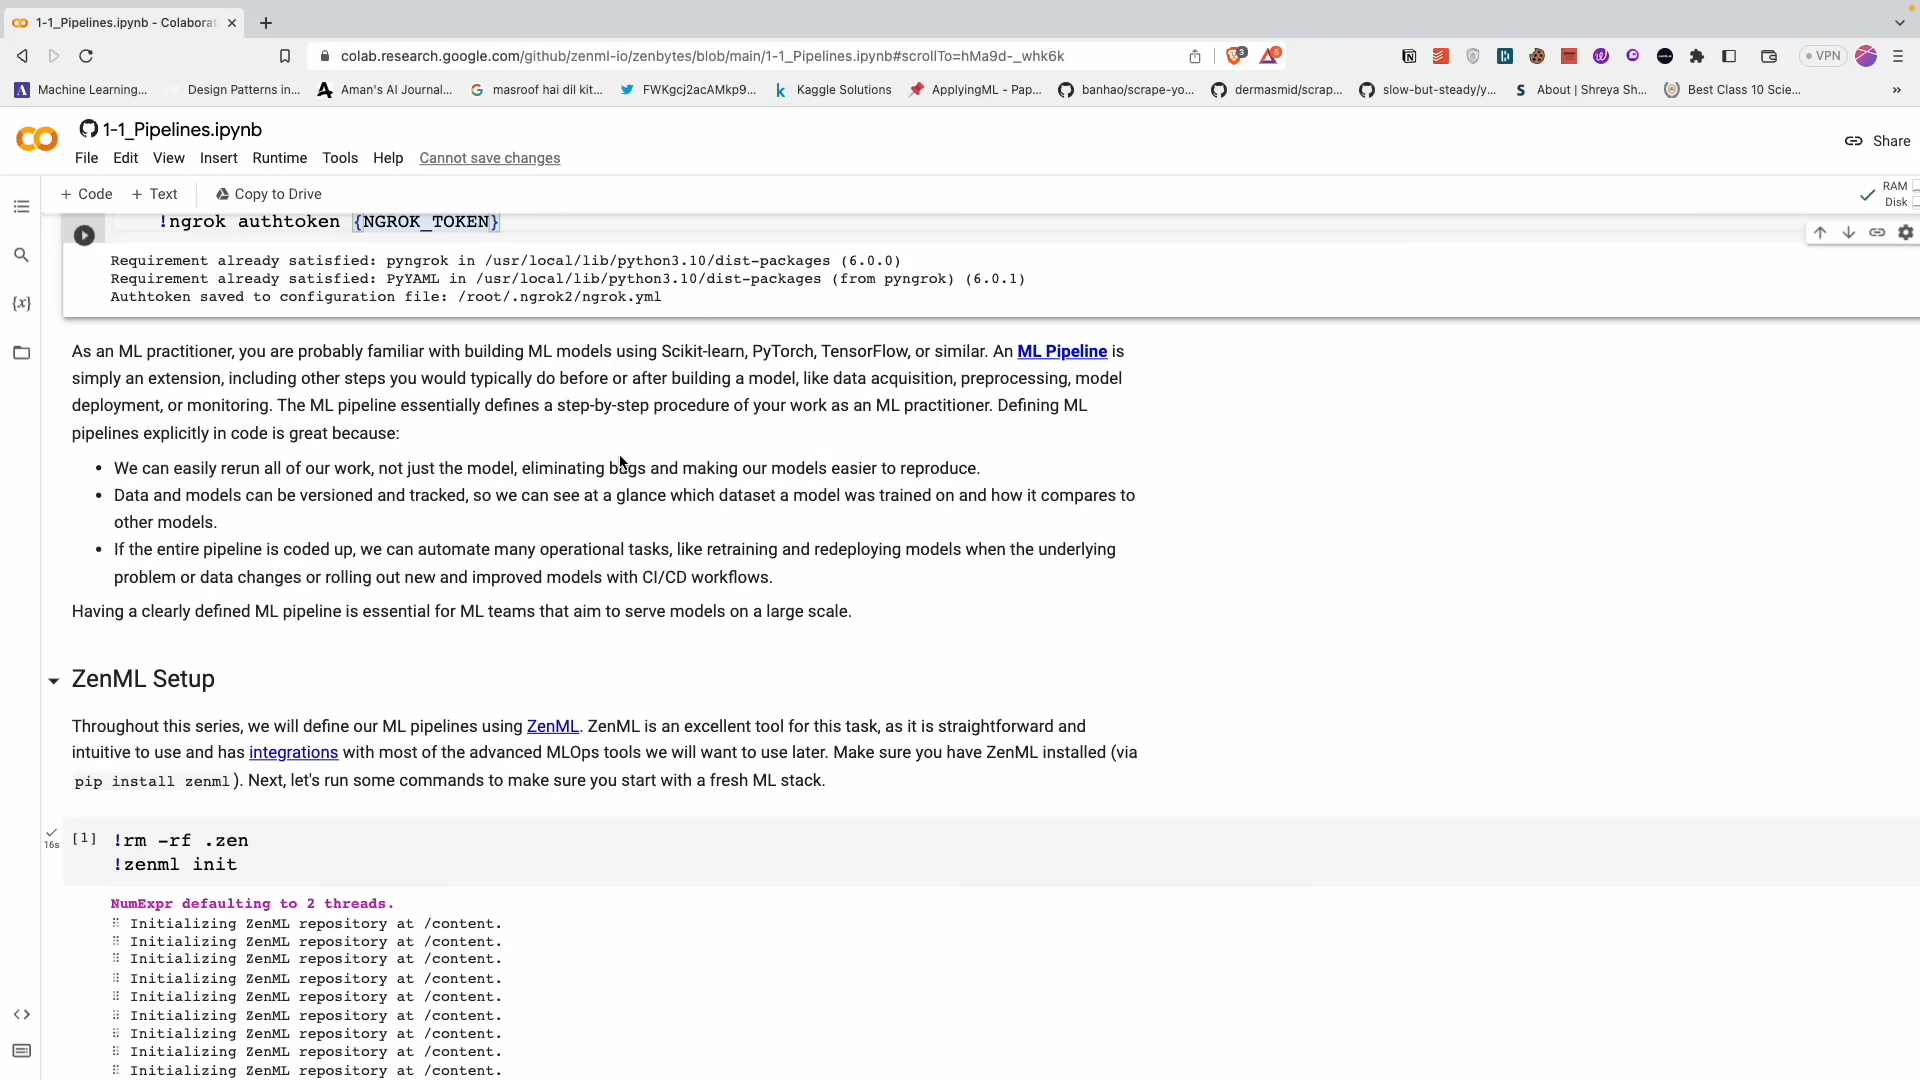 1-1_Pipelines.ipynb - Colabora
colab.research.google.com/github/zenml-io/zenbytes/blob/main/1-1_Pipelines.ipynb#scrollTo=hMa9d-_whk6k
VPN
Machine Learning...
Design Patterns in...
Aman's AI Journal...
masroof hai dil kit...
FWKgcj2acAMkp9...
Kaggle Solutions
ApplyingML - Pap...
banhao/scrape-yo...
dermasmid/scrap...
slow-but-steady/y...
About | Shreya Sh...
Best Class 10 Scie...
»
1-1_Pipelines.ipynb
Share
File Edit View Insert Runtime Tools Help Cannot save changes
+ Code + Text Copy to Drive
RAM
Disk
!ngrok authtoken {NGROK_TOKEN}
Requirement already satisfied: pyngrok in /usr/local/lib/python3.10/dist-packages (6.0.0)
Requirement already satisfied: PyYAML in /usr/local/lib/python3.10/dist-packages (from pyngrok) (6.0.1)
Authtoken saved to configuration file: /root/.ngrok2/ngrok.yml
As an ML practitioner, you are probably familiar with building ML models using Scikit-learn, PyTorch, TensorFlow, or similar. An ML Pipeline is
simply an extension, including other steps you would typically do before or after building a model, like data acquisition, preprocessing, model
deployment, or monitoring. The ML pipeline essentially defines a step-by-step procedure of your work as an ML practitioner. Defining ML
pipelines explicitly in code is great because:
• We can easily rerun all of our work, not just the model, eliminating bugs and making our models easier to reproduce.
• Data and models can be versioned and tracked, so we can see at a glance which dataset a model was trained on and how it compares to
other models.
• If the entire pipeline is coded up, we can automate many operational tasks, like retraining and redeploying models when the underlying
problem or data changes or rolling out new and improved models with CI/CD workflows.
Having a clearly defined ML pipeline is essential for ML teams that aim to serve models on a large scale.
ZenML Setup
Throughout this series, we will define our ML pipelines using ZenML. ZenML is an excellent tool for this task, as it is straightforward and
intuitive to use and has integrations with most of the advanced MLOps tools we will want to use later. Make sure you have ZenML installed (via
pip install zenml). Next, let's run some commands to make sure you start with a fresh ML stack.
16s
[1] !rm -rf .zen
!zenml init
NumExpr defaulting to 2 threads.
⠿ Initializing ZenML repository at /content.
⠿ Initializing ZenML repository at /content.
⠿ Initializing ZenML repository at /content.
⠿ Initializing ZenML repository at /content.
⠿ Initializing ZenML repository at /content.
⠿ Initializing ZenML repository at /content.
⠿ Initializing ZenML repository at /content.
⠿ Initializing ZenML repository at /content.
⠿ Initializing ZenML repository at /content.